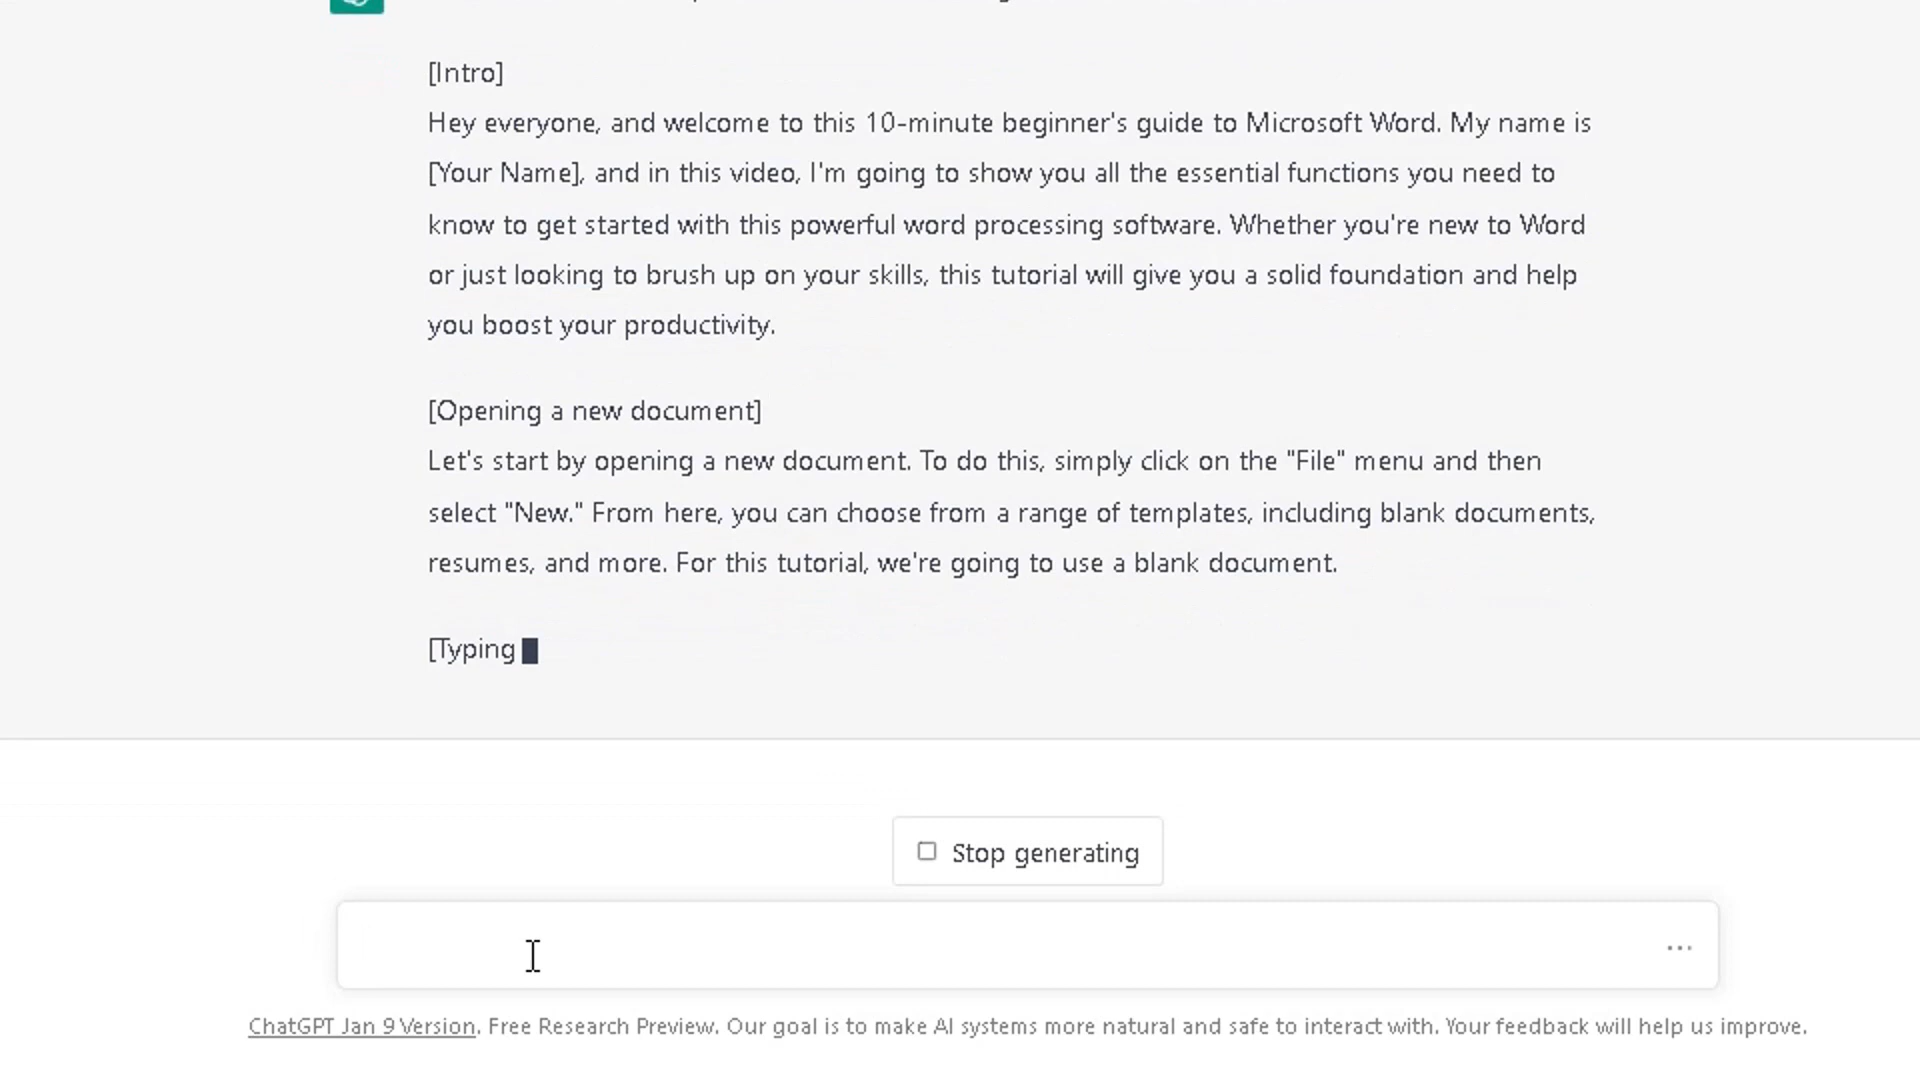 [Intro]
Hey everyone, and welcome to this 10-minute beginner's guide to Microsoft Word. My name is
[Your Name], and in this video, I'm going to show you all the essential functions you need to
know to get started with this powerful word processing software. Whether you're new to Word
or just looking to brush up on your skills, this tutorial will give you a solid foundation and help
you boost your productivity.
[Opening a new document]
Let's start by opening a new document. To do this, simply click on the "File" menu and then
select "New." From here, you can choose from a range of templates, including blank documents,
resumes, and more. For this tutorial, we're going to use a blank document.
[Typing
Stop generating
ChatGPT Jan 9 Version. Free Research Preview. Our goal is to make AI systems more natural and safe to interact with. Your feedback will help us improve.